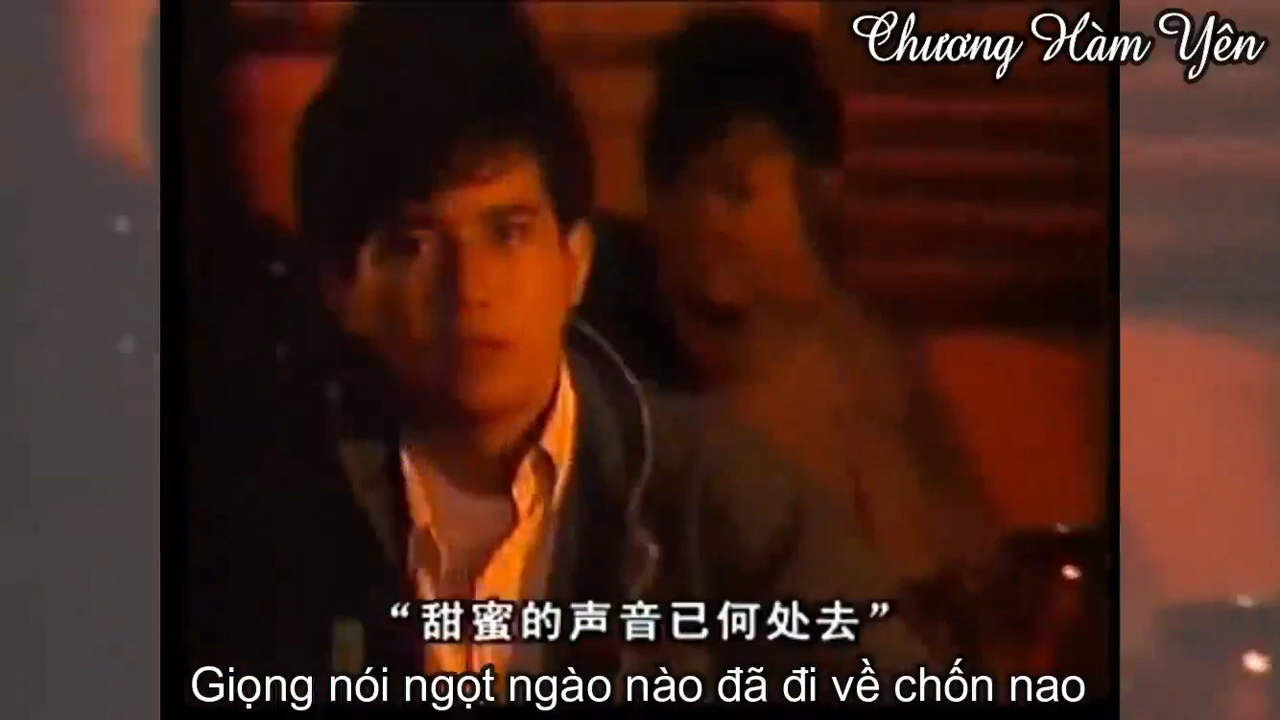 Chương Hàm Yên
“甜蜜的声音已何处去”
Giọng nói ngọt ngào nào đã đi về chốn nao